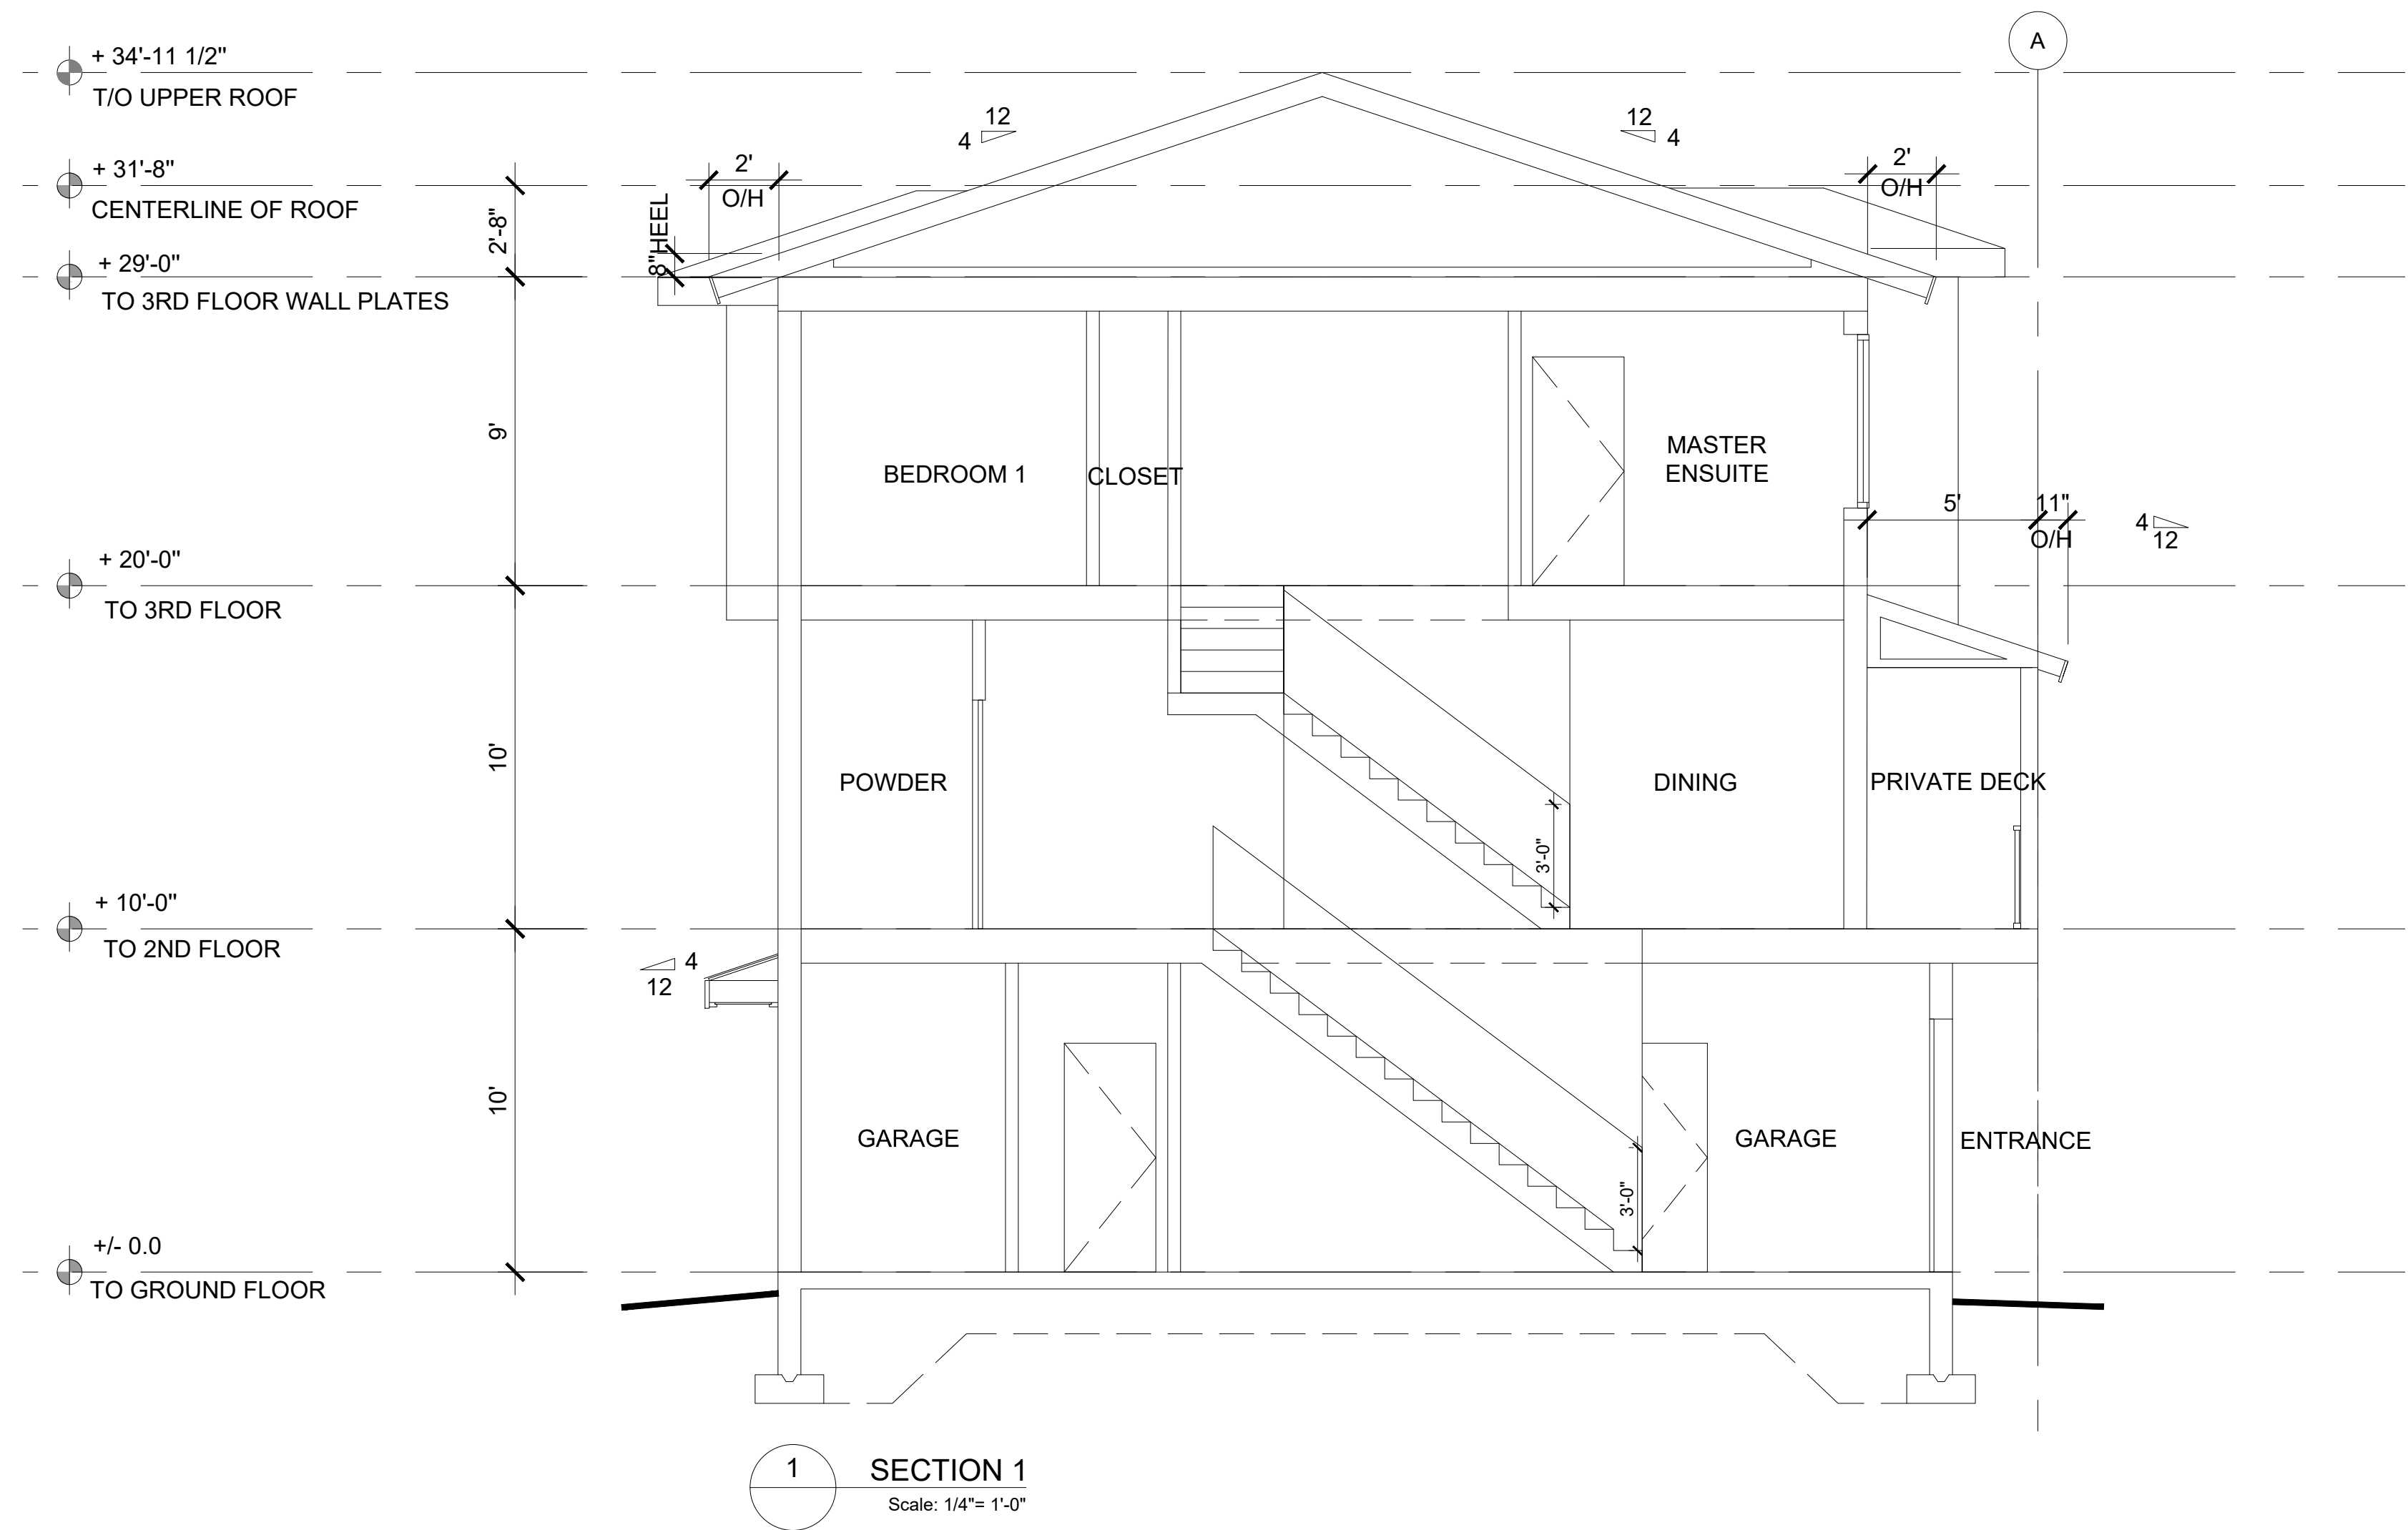 A
+ 34'-11 1/2"
T/O UPPER ROOF
12
4
12
4
+ 31'-8"
CENTERLINE OF ROOF
2'
O/H
2'
O/H
2'-8"
8"HEEL
+ 29'-0"
TO 3RD FLOOR WALL PLATES
9'
BEDROOM 1
CLOSET
MASTER
ENSUITE
5'
11"
O/H
4
12
+ 20'-0"
TO 3RD FLOOR
10'
POWDER
DINING
PRIVATE DECK
3'-0"
+ 10'-0"
TO 2ND FLOOR
4
12
10'
GARAGE
GARAGE
ENTRANCE
3'-0"
+/- 0.0
TO GROUND FLOOR
1
SECTION 1
Scale: 1/4"= 1'-0"